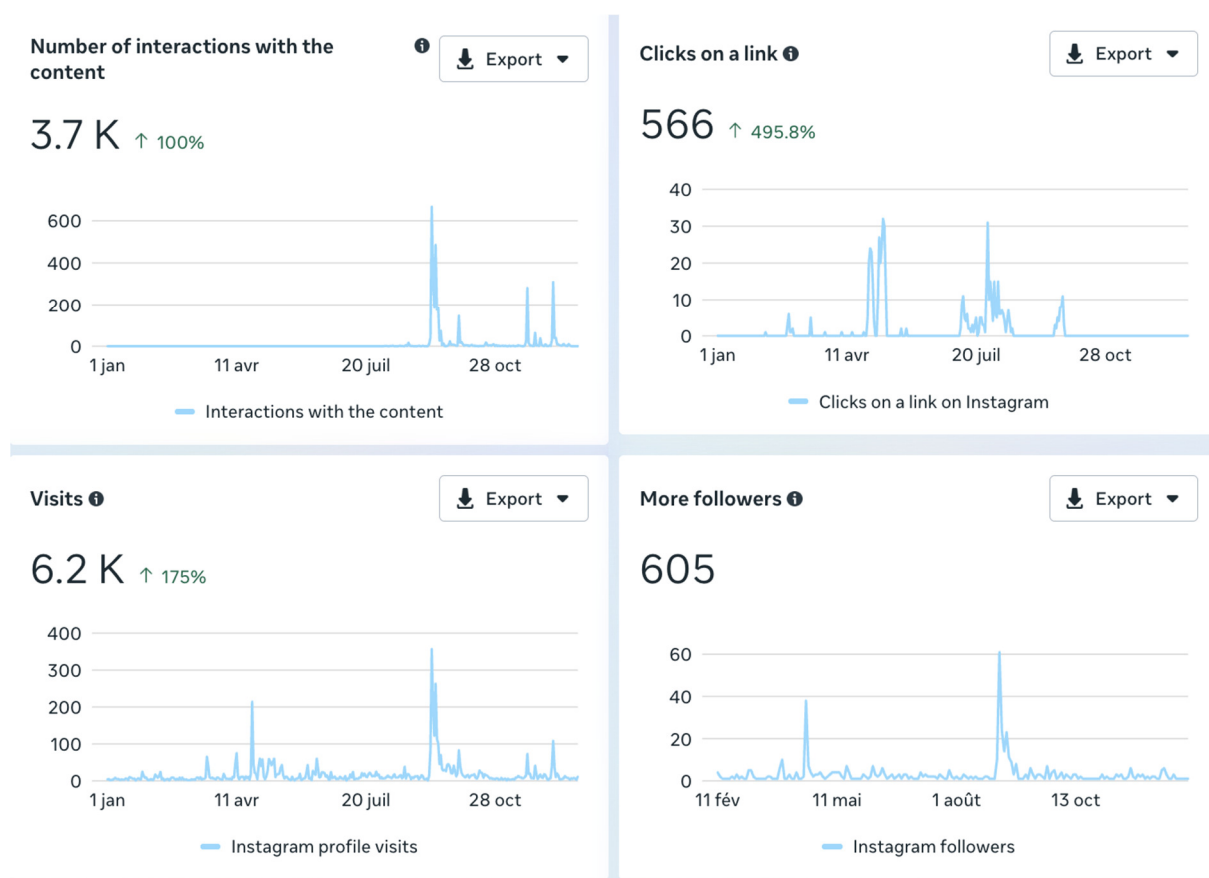 Number of interactions with the
content
Export
3.7 K ↑ 100%
600
400
200
0
1 jan 11 avr 20 juil 28 oct
Interactions with the content
Clicks on a link
Export
566 ↑ 495.8%
40
30
20
10
0
1 jan 11 avr 20 juil 28 oct
Clicks on a link on Instagram
Visits
Export
6.2 K ↑ 175%
400
300
200
100
0
1 jan 11 avr 20 juil 28 oct
Instagram profile visits
More followers
Export
605
60
40
20
0
11 fév 11 mai 1 août 13 oct
Instagram followers